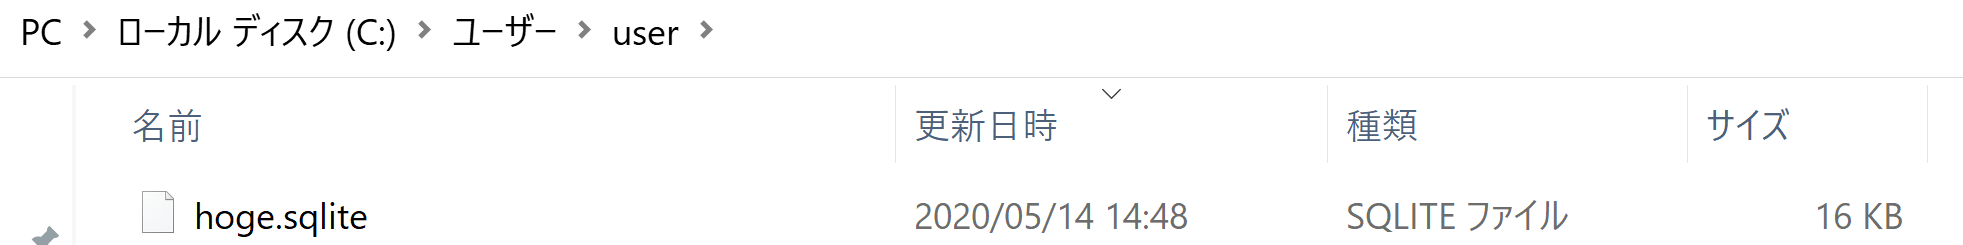 PC > ローカル ディスク (C:) > ユーザー > user >
名前 更新日時 種類 サイズ
hoge.sqlite 2020/05/14 14:48 SQLITE ファイル 16 KB